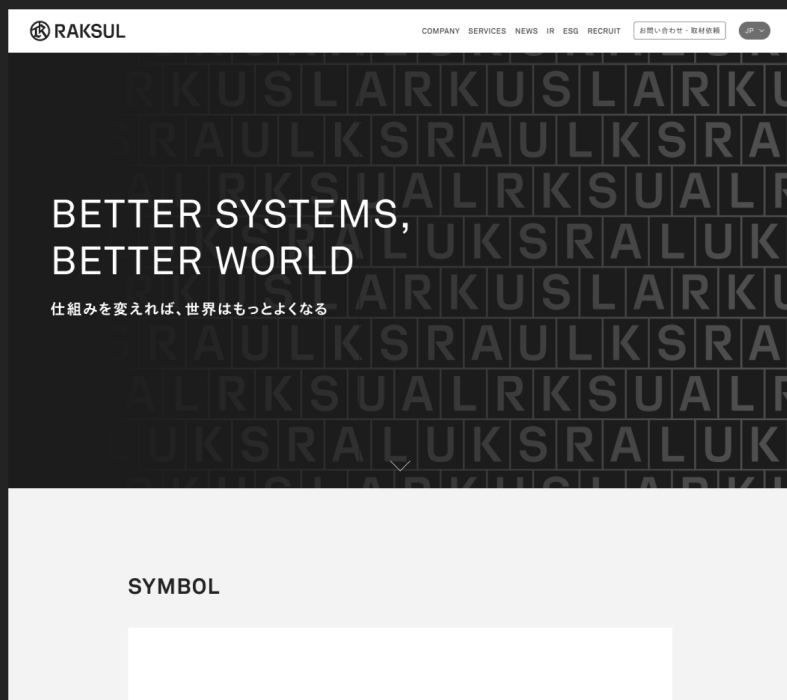 RAKSUL
COMPANY SERVICES NEWS IR ESG RECRUIT お問い合わせ・取材依頼 JP
R K U S L A R K U S L A R K U
S R A U L K S R A U L K S R A
A L R K S U A L R K S U A L R
BETTER SYSTEMS,
L U K S R A L U K
BETTER WORLD
A R K U S L A R K U
仕組みを変えれば、世界はもっとよくなる
S R A U L K S R A U L K S R A
A L R K S U A L R K S U A L R
U K S R A L U K S R A L U K
SYMBOL